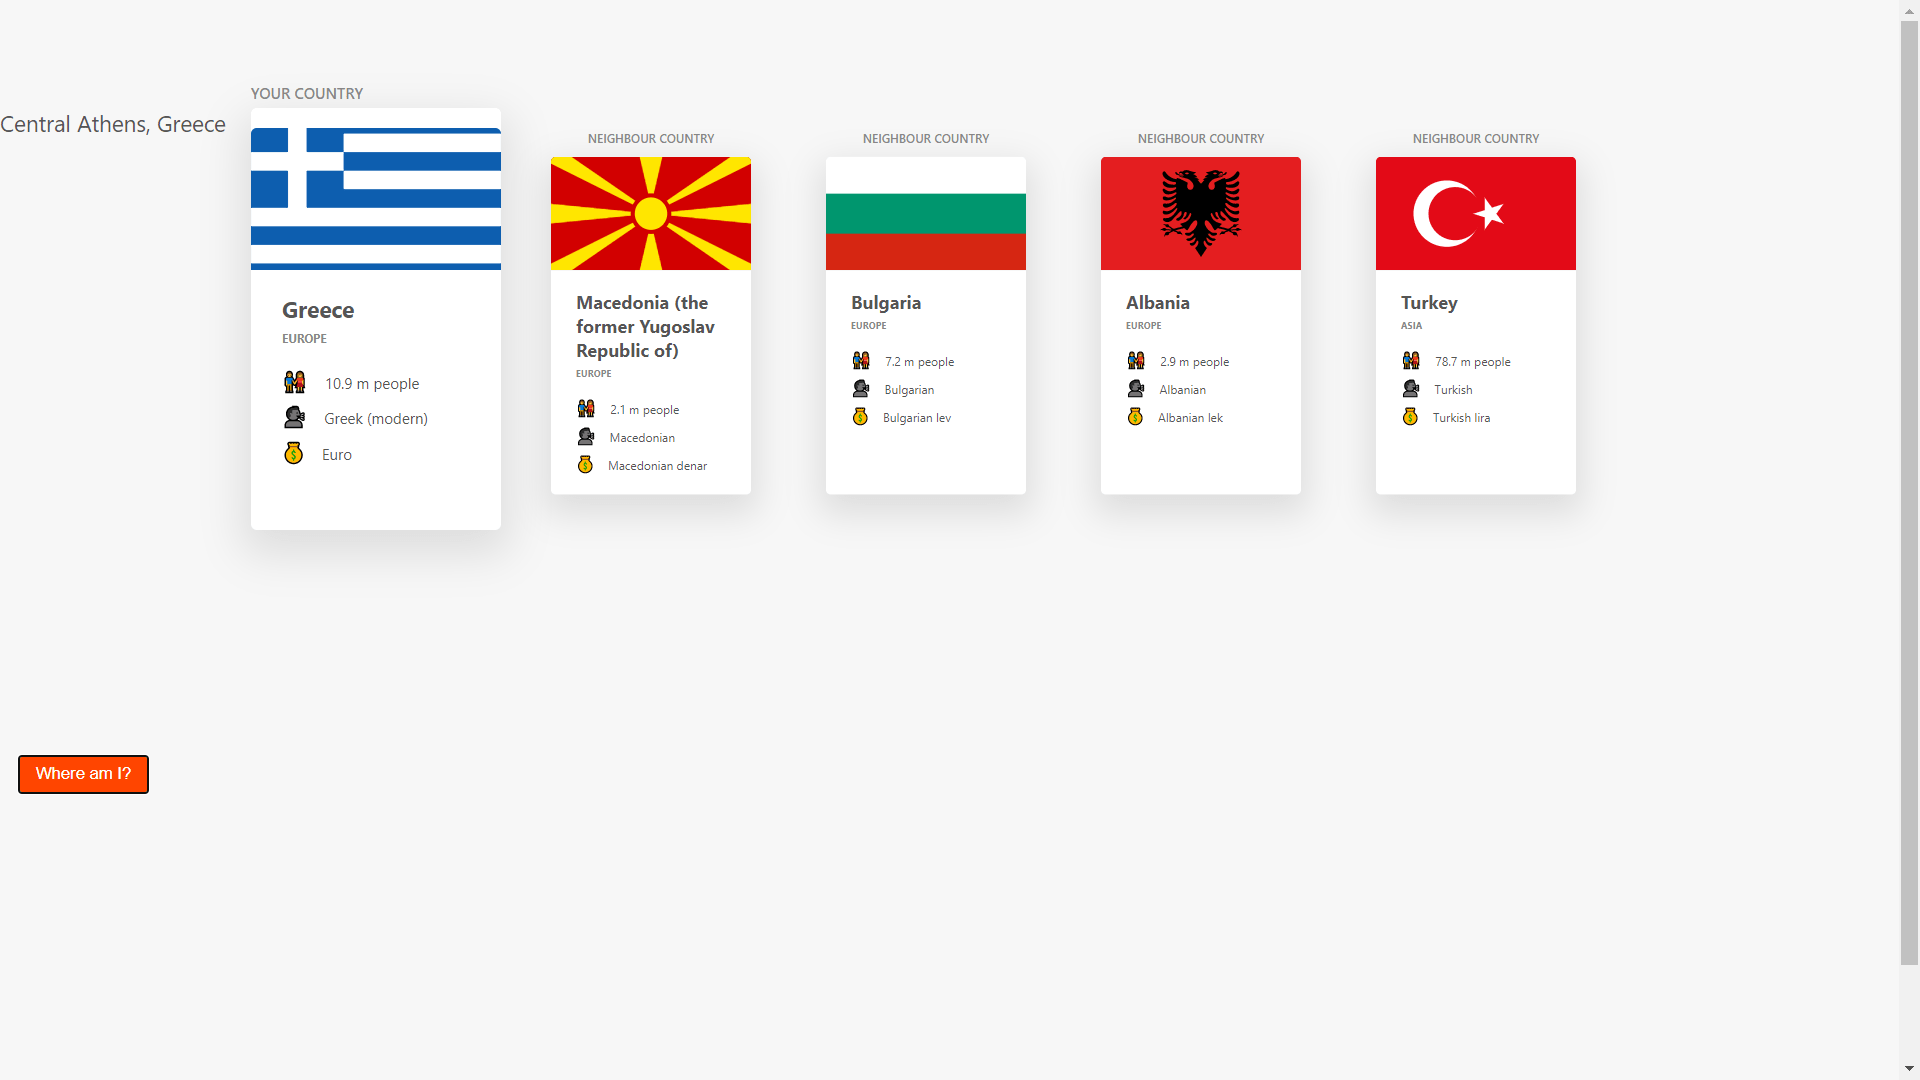 YOUR COUNTRY
Central Athens, Greece
Greece
EUROPE
10.9 m people
Greek (modern)
Euro
NEIGHBOUR COUNTRY
Macedonia (the
former Yugoslav
Republic of)
EUROPE
2.1 m people
Macedonian
Macedonian denar
NEIGHBOUR COUNTRY
Bulgaria
EUROPE
7.2 m people
Bulgarian
Bulgarian lev
NEIGHBOUR COUNTRY
Albania
EUROPE
2.9 m people
Albanian
Albanian lek
NEIGHBOUR COUNTRY
Turkey
ASIA
78.7 m people
Turkish
Turkish lira
Where am I?